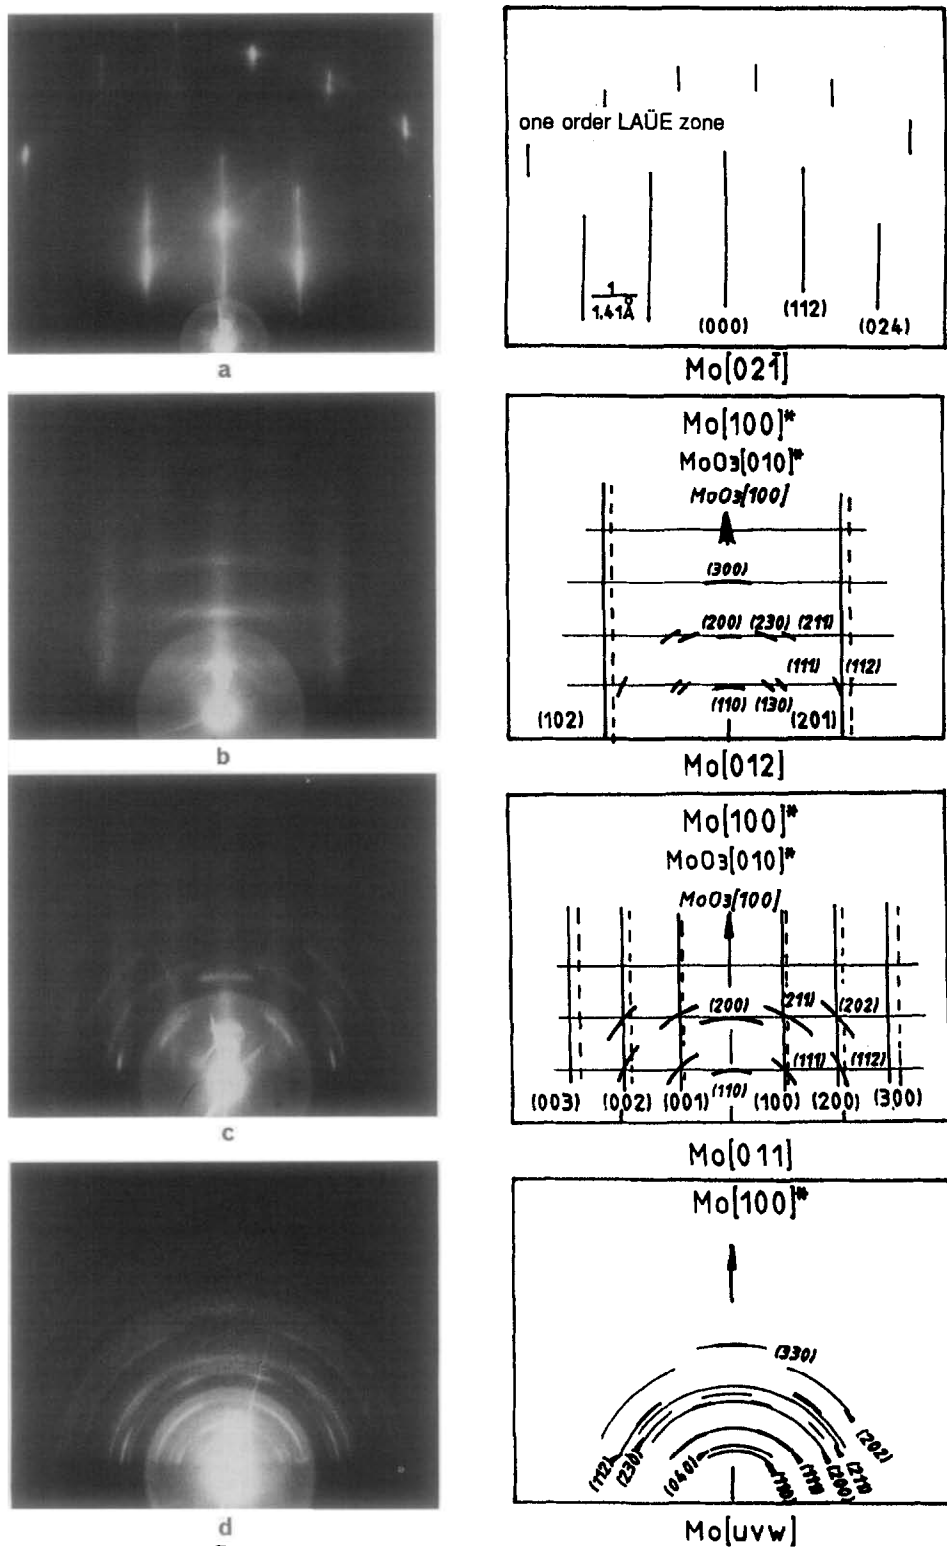 one order LAÜE zone
1
1.41Å
(000)
(112)
(024)
a
Mo[021̄]
Mo[100]*
MoO3[010]*
MoO3[100]
(300)
(200) (230) (211)
(111) (112)
(110) (130)
(102) (201)
b
Mo[012]
Mo[100]*
MoO3[010]*
MoO3[100]
(200) (211) (202)
(111) (112)
(110)
(003) (002) (001) (100) (200) (300)
c
Mo[011]
Mo[100]*
(330)
(202)
(112) (230) (040) (110) (111) (200) (211)
d
Mo[uvw]